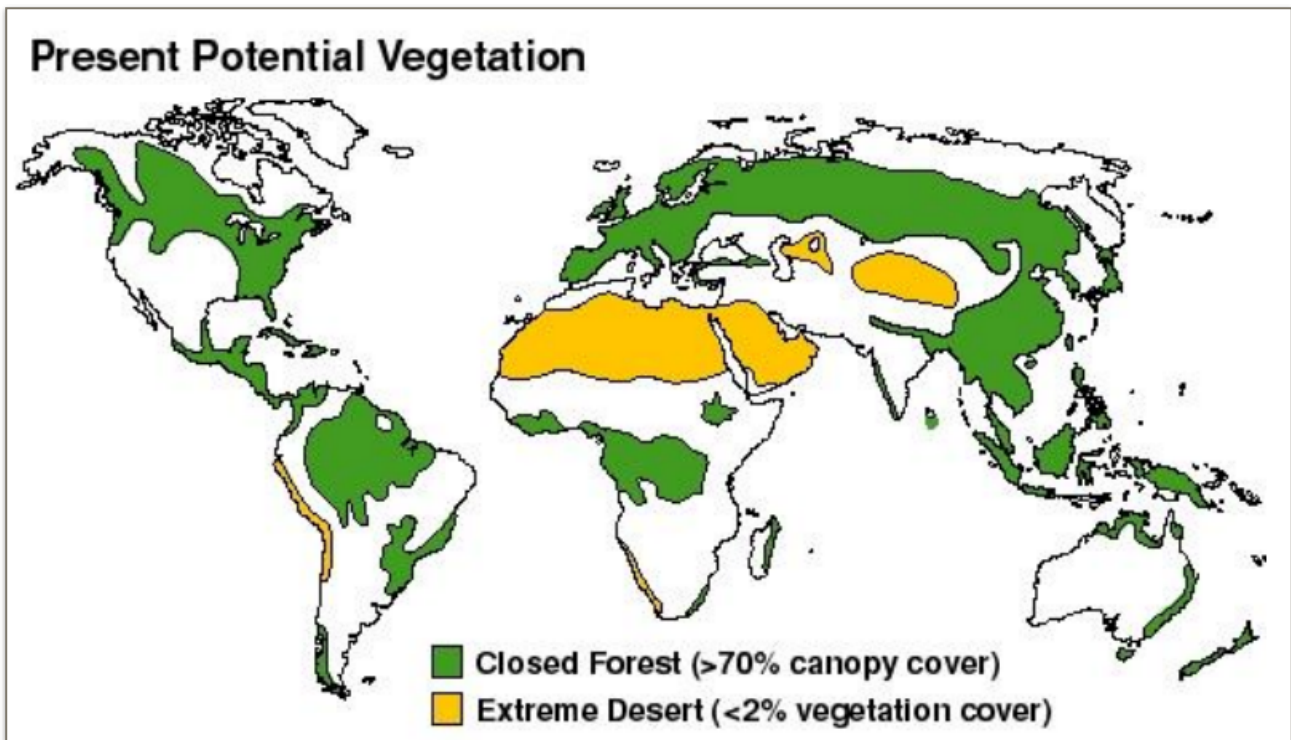 Present Potential Vegetation
Closed Forest (>70% canopy cover)
Extreme Desert (<2% vegetation cover)